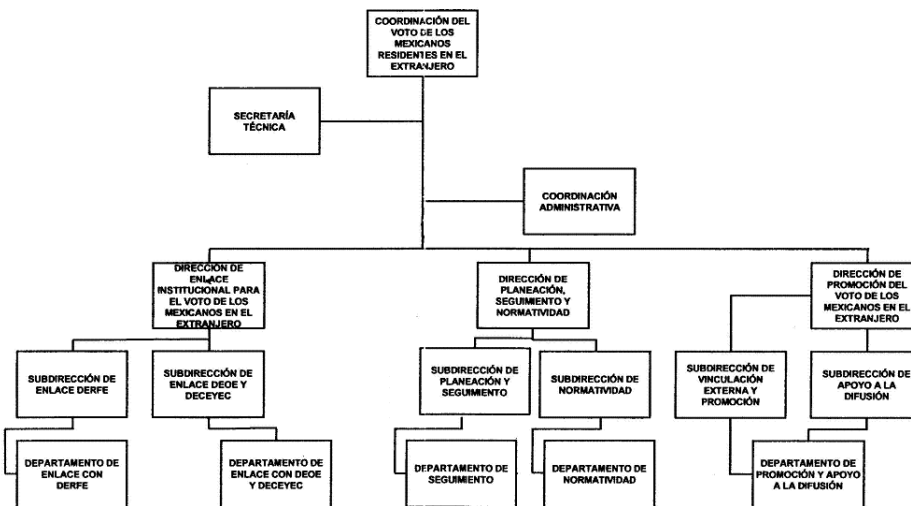 COORDINACIÓN DEL
VOTO DE LOS
MEXICANOS
RESIDENTES EN EL
EXTRANJERO
SECRETARÍA
TÉCNICA
COORDINACIÓN
ADMINISTRATIVA
DIRECCIÓN DE
ENLACE
INSTITUCIONAL PARA
EL VOTO DE LOS
MEXICANOS EN EL
EXTRANJERO
DIRECCIÓN DE
PLANEACIÓN,
SEGUIMIENTO Y
NORMATIVIDAD
DIRECCIÓN DE
PROMOCIÓN DEL
VOTO DE LOS
MEXICANOS EN EL
EXTRANJERO
SUBDIRECCIÓN DE
ENLACE DERFE
SUBDIRECCIÓN DE
ENLACE DEOE Y
DECEYEC
SUBDIRECCIÓN DE
PLANEACIÓN Y
SEGUIMIENTO
SUBDIRECCIÓN DE
NORMATIVIDAD
SUBDIRECCIÓN DE
VINCULACIÓN
EXTERNA Y
PROMOCIÓN
SUBDIRECCIÓN DE
APOYO A LA
DIFUSIÓN
DEPARTAMENTO DE
ENLACE CON
DERFE
DEPARTAMENTO DE
ENLACE CON DEOE
Y DECEYEC
DEPARTAMENTO DE
SEGUIMIENTO
DEPARTAMENTO DE
NORMATIVIDAD
DEPARTAMENTO DE
PROMOCIÓN Y APOYO
A LA DIFUSIÓN